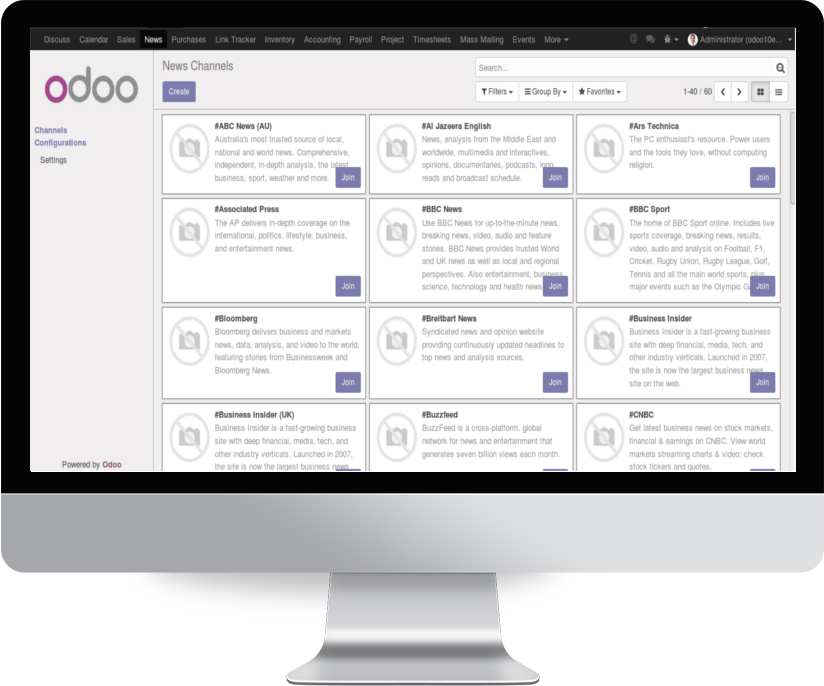 Discuss Calendar Sales News Purchases Link Tracker Inventory Accounting Payroll Project Timesheets Mass Mailing Events More Administrator (odoo10e...
odoo
News Channels
Search...
Create
Filters Group By Favorites 1-40 / 60
Channels
Configurations
Settings
#ABC News (AU)
Australia's most trusted source of local,
national and world news. Comprehensive,
independent, in-depth analysis, the latest
business, sport, weather and more.
Join
#Al Jazeera English
News, analysis from the Middle East and
worldwide, multimedia and interactives,
opinions, documentaries, podcasts, long
reads and broadcast schedule.
Join
#Ars Technica
The PC enthusiast's resource. Power users
and the tools they love, without computing
religion.
Join
#Associated Press
The AP delivers in-depth coverage on the
international, politics, lifestyle, business,
and entertainment news.
Join
#BBC News
Use BBC News for up-to-the-minute news,
breaking news, video, audio and feature
stories. BBC News provides trusted World
and UK news as well as local and regional
perspectives. Also entertainment, business,
science, technology and health news.
Join
#BBC Sport
The home of BBC Sport online. Includes live
sports coverage, breaking news, results,
video, audio and analysis on Football, F1,
Cricket, Rugby Union, Rugby League, Golf,
Tennis and all the main world sports, plus
major events such as the Olympic G
Join
#Bloomberg
Bloomberg delivers business and markets
news, data, analysis, and video to the world,
featuring stories from Businessweek and
Bloomberg News.
Join
#Breitbart News
Syndicated news and opinion website
providing continuously updated headlines to
top news and analysis sources.
Join
#Business Insider
Business Insider is a fast-growing business
site with deep financial, media, tech, and
other industry verticals. Launched in 2007,
the site is now the largest business news
site on the web.
Join
#Business Insider (UK)
Business Insider is a fast-growing business
site with deep financial, media, tech, and
other industry verticals. Launched in 2007,
the site is now the largest business news
#Buzzfeed
BuzzFeed is a cross-platform, global
network for news and entertainment that
generates seven billion views each month.
#CNBC
Get latest business news on stock markets,
financial & earnings on CNBC. View world
markets streaming charts & video; check
stock tickers and quotes.
Powered by Odoo